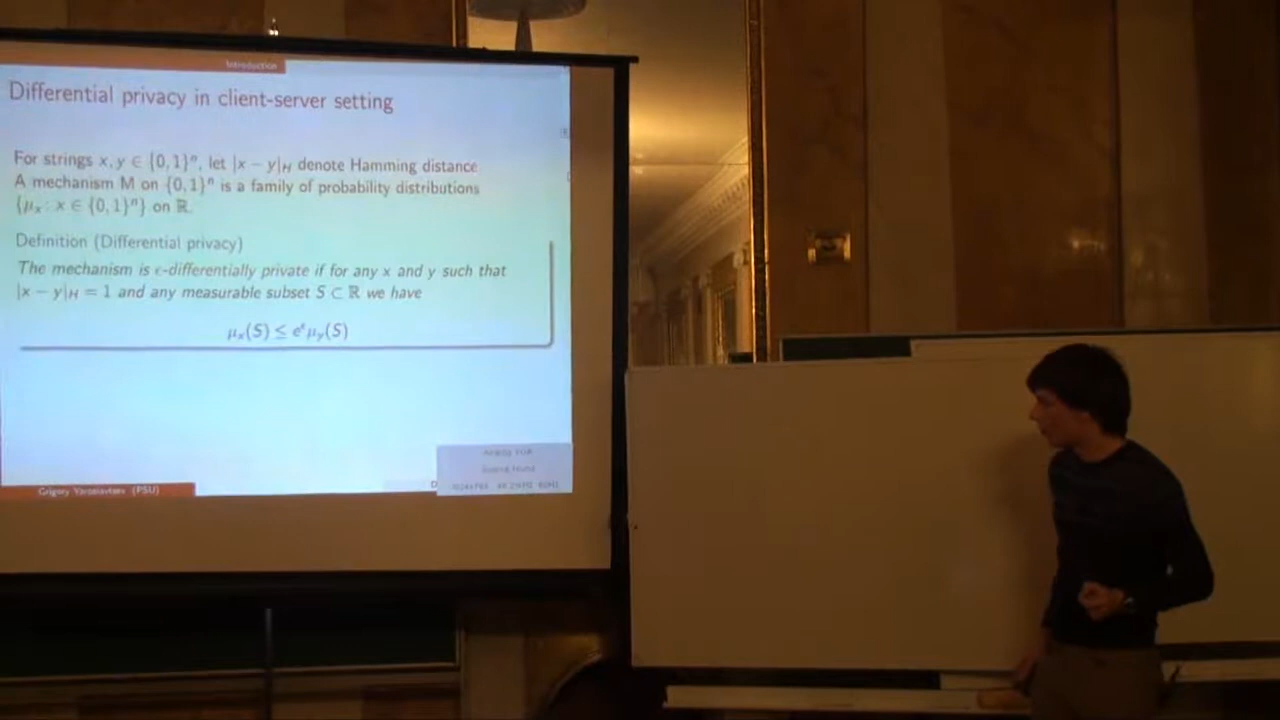 Introduction
Differential privacy in client-server setting
For strings x, y ∈ {0, 1}ⁿ, let |x − y|_H denote Hamming distance
A mechanism M on {0, 1}ⁿ is a family of probability distributions
{μₓ : x ∈ {0, 1}ⁿ} on ℝ.
Definition (Differential privacy)
The mechanism is ϵ-differentially private if for any x and y such that
|x − y|_H = 1 and any measurable subset S ⊂ ℝ we have
μₓ(S) ≤ e^ϵ μ_y(S)
Grigory Yaroslavtsev (PSU)
D